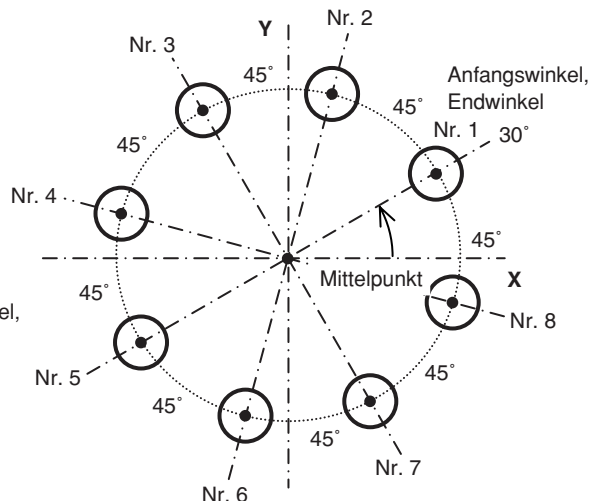 Nr. 2
Y
Nr. 3
45°
Anfangswinkel,
Endwinkel
45°
Nr. 1
30°
45°
Nr. 4
45°
Mittelpunkt
X
45°
el,
Nr. 8
Nr. 5
45°
45°
45°
Nr. 7
Nr. 6